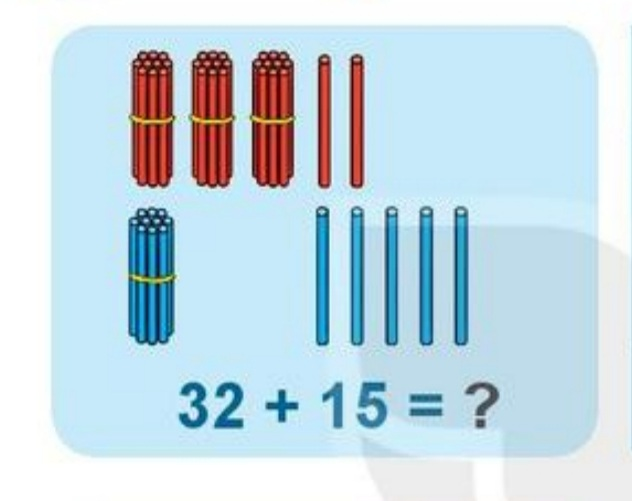 32 + 15 = ?